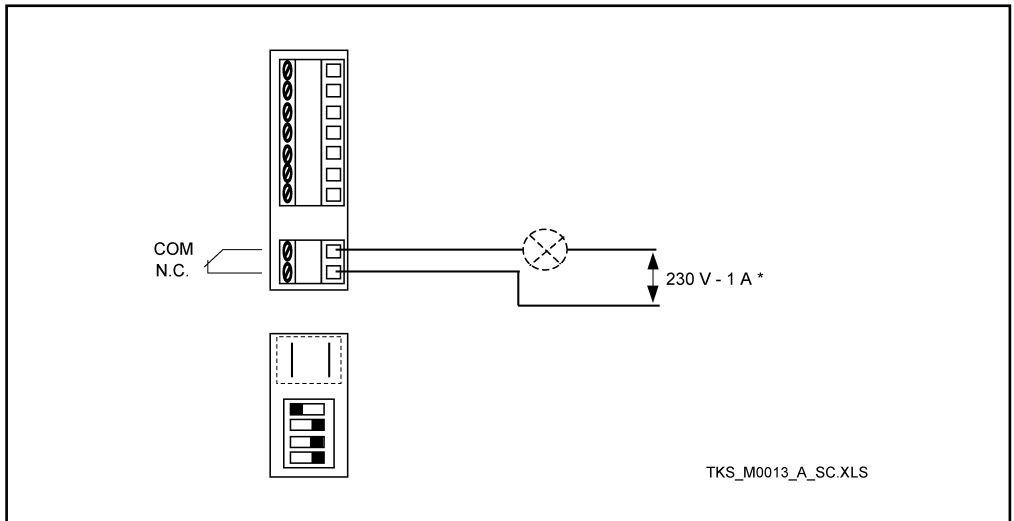 COM
N.C.
230 V - 1 A *
TKS_M0013_A_SC.XLS